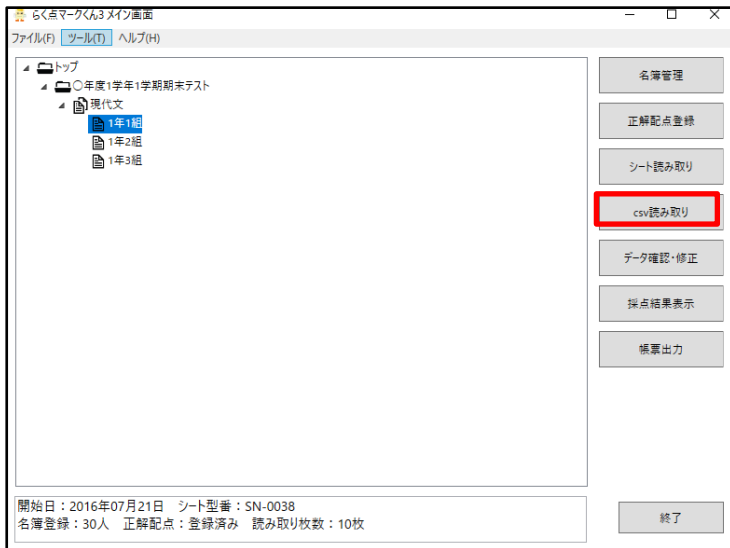 らく点マークくん3 メイン画面
ファイル(F) ツール(T) ヘルプ(H)
トップ
〇年度1学年1学期期末テスト
現代文
1年1組
1年2組
1年3組
名簿管理
正解配点登録
シート読み取り
csv読み取り
データ確認・修正
採点結果表示
帳票出力
開始日：2016年07月21日 シート型番：SN-0038
名簿登録：30人 正解配点：登録済み 読み取り枚数：10枚
終了